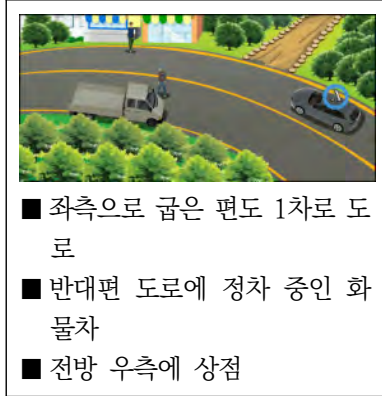 ■ 좌측으로 굽은 편도 1차로 도
로
■ 반대편 도로에 정차 중인 화
물차
■ 전방 우측에 상점